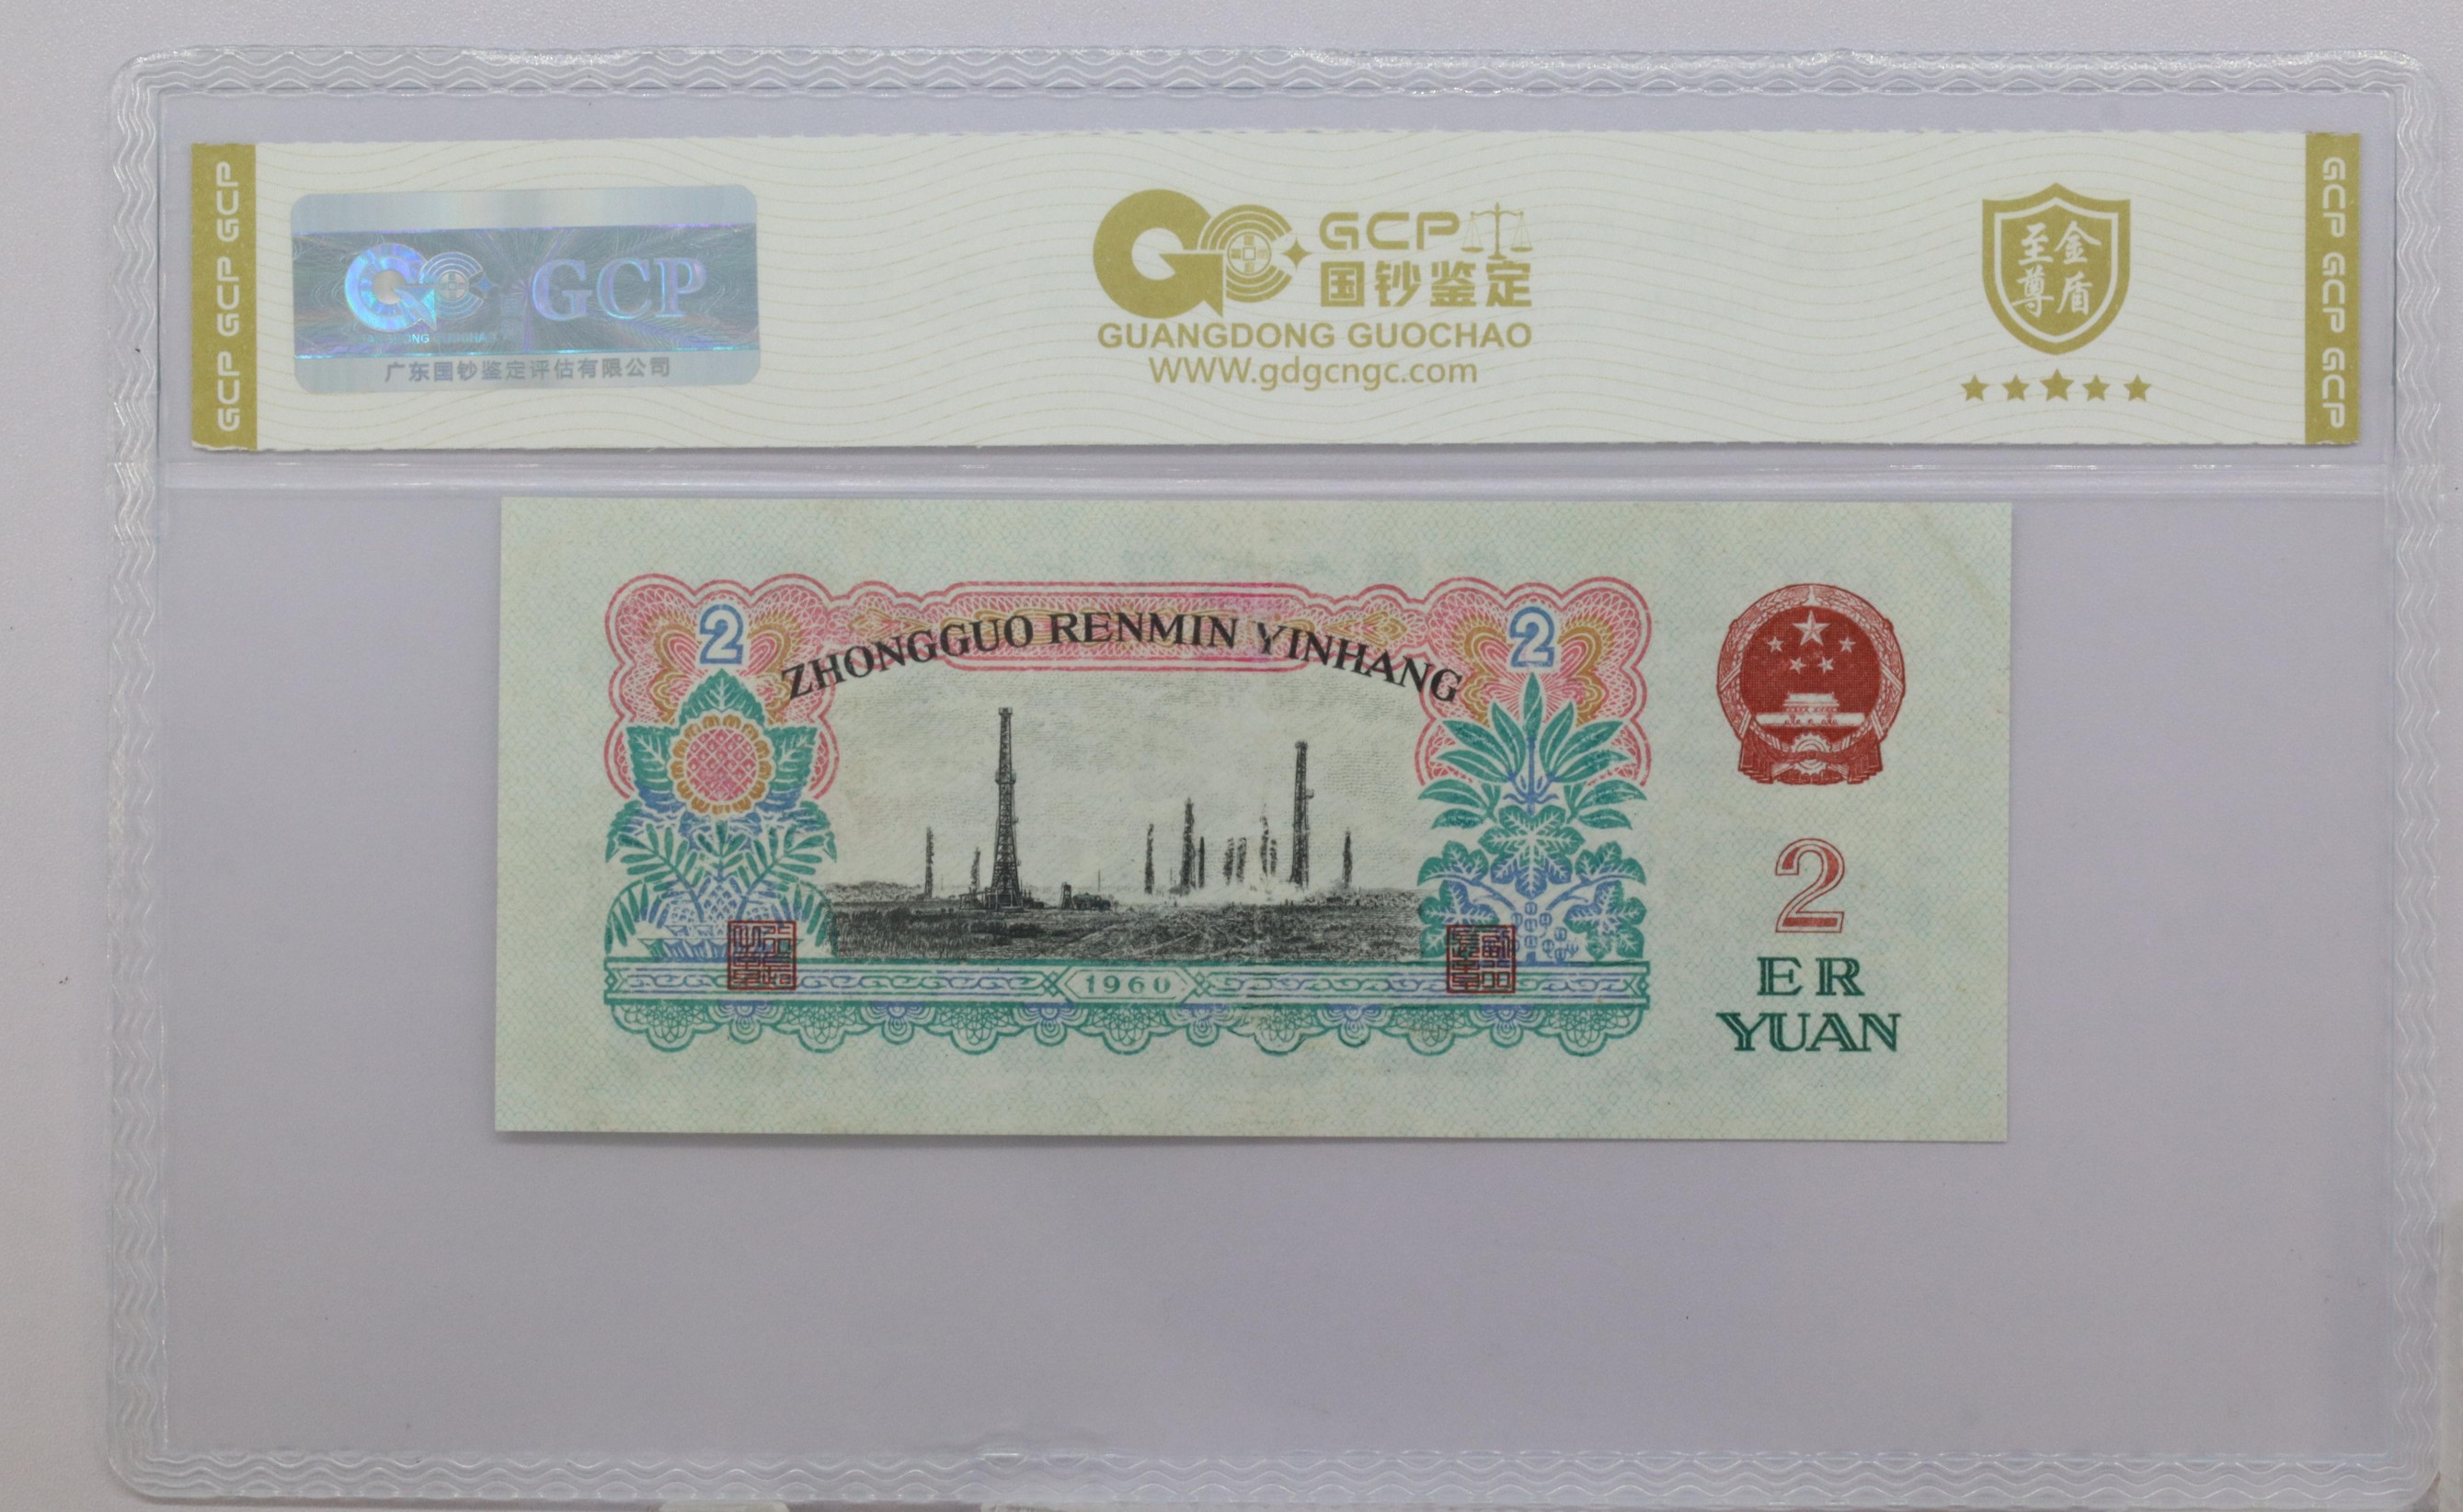 GCP GCP GCP
GCP
GUANGDONG GUOCHAO
广东国钞鉴定评估有限公司
GCP
国钞鉴定
GUANGDONG GUOCHAO
WWW.gdgcngc.com
至尊
金盾
GCP GCP GCP
2
ZHONGGUO RENMIN YINHANG
2
1960
2
ER
YUAN